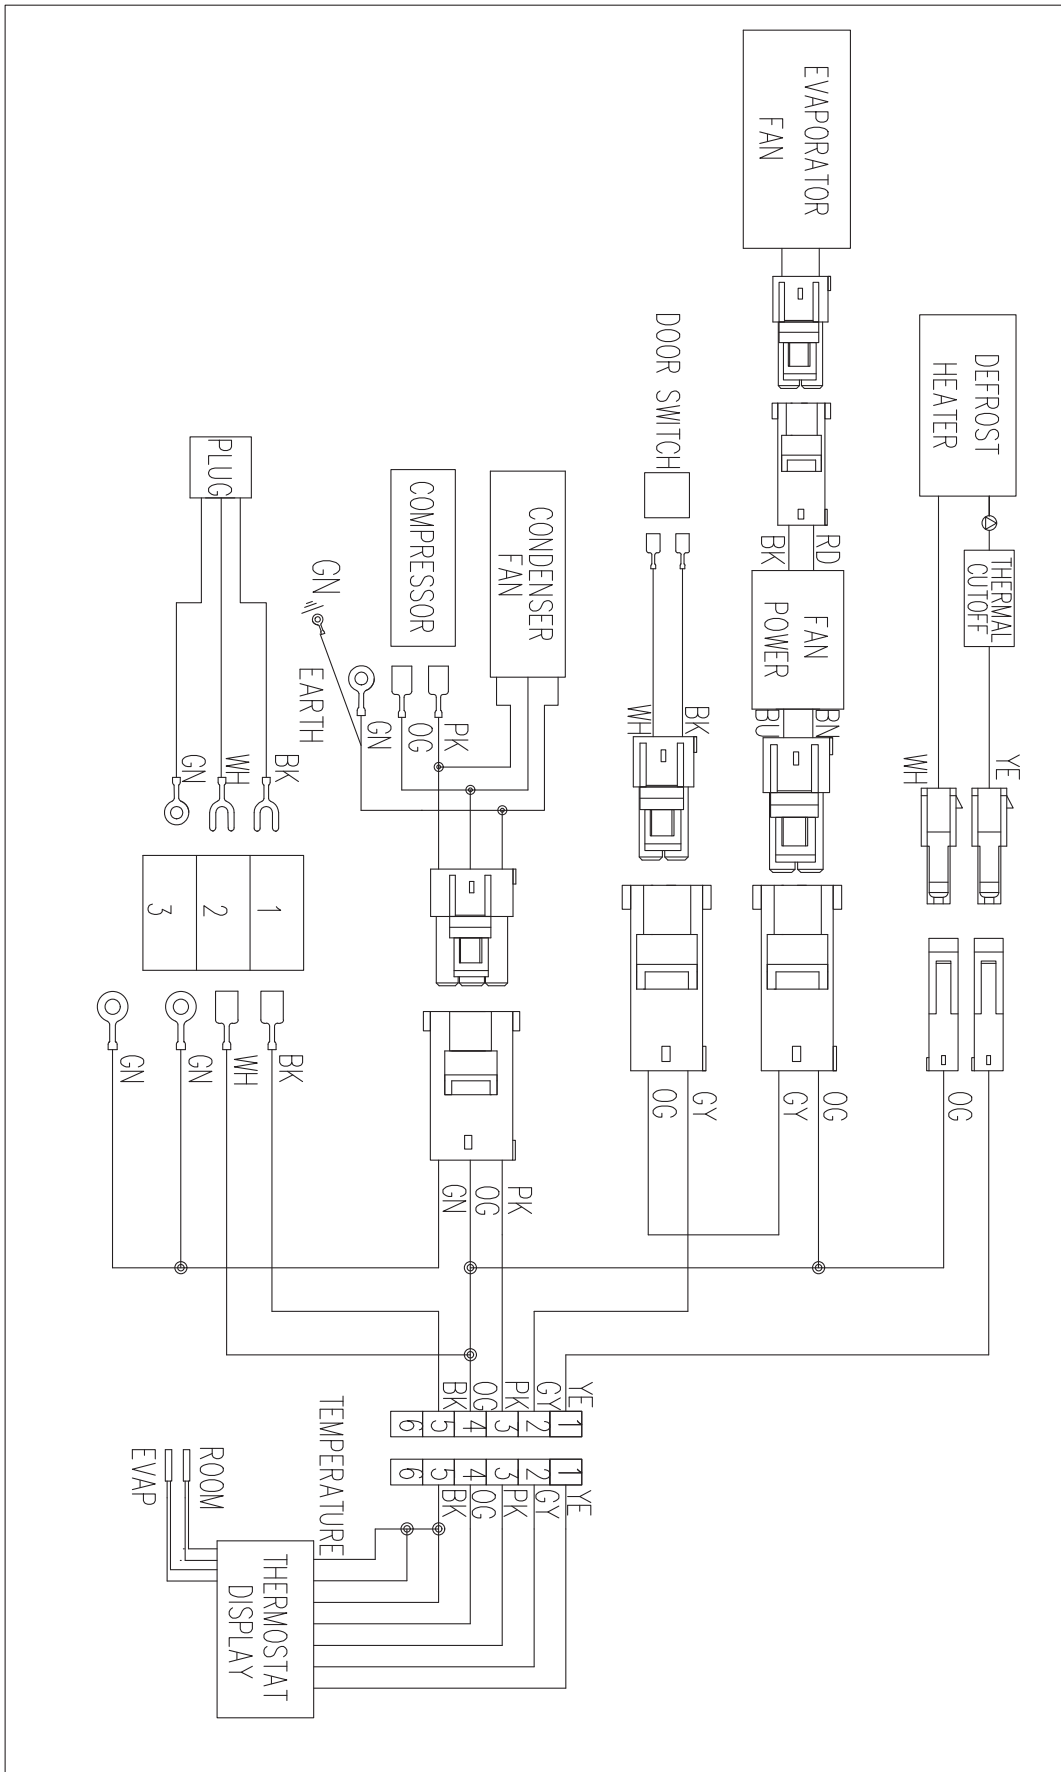 EVAPORATOR
FAN
DEFROST
HEATER
THERMAL
CUTOFF
DOOR SWITCH
RD
BK
FAN
POWER
BN
BU
YE
WH
BK
WH
CONDENSER
FAN
COMPRESSOR
PLUG
GN
EARTH
PK
OG
GN
BK
WH
GN
1
2
3
BK
WH
GN
GN
OG
OG
GY
GY
OG
PK
OG
GN
YE
GY
PK
OG
BK
1
2
3
4
5
6
1
2
3
4
5
6
YE
GY
PK
OG
BK
TEMPERATURE
ROOM
EVAP
THERMOSTAT
DISPLAY